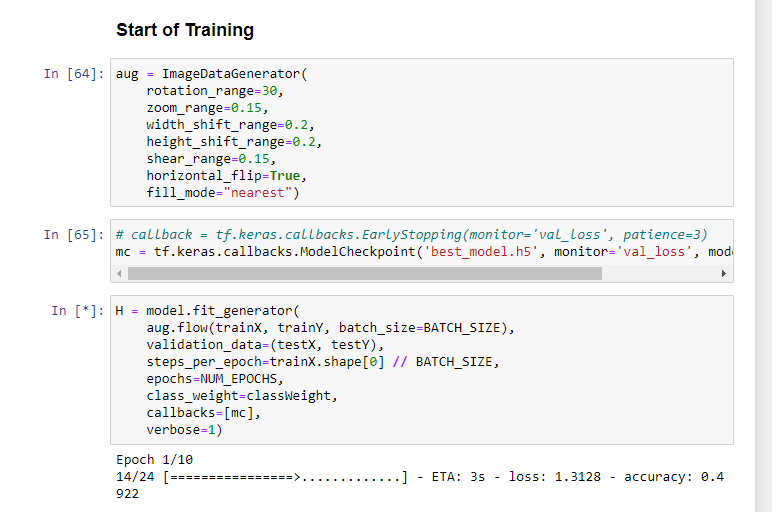 Start of Training
In [64]: aug = ImageDataGenerator(
rotation_range=30,
zoom_range=0.15,
width_shift_range=0.2,
height_shift_range=0.2,
shear_range=0.15,
horizontal_flip=True,
fill_mode="nearest")
In [65]: # callback = tf.keras.callbacks.EarlyStopping(monitor='val_loss', patience=3)
mc = tf.keras.callbacks.ModelCheckpoint('best_model.h5', monitor='val_loss', mod
In [*]: H = model.fit_generator(
aug.flow(trainX, trainY, batch_size=BATCH_SIZE),
validation_data=(testX, testY),
steps_per_epoch=trainX.shape[0] // BATCH_SIZE,
epochs=NUM_EPOCHS,
class_weight=classWeight,
callbacks=[mc],
verbose=1)
Epoch 1/10
14/24 [================>.............] - ETA: 3s - loss: 1.3128 - accuracy: 0.4
922